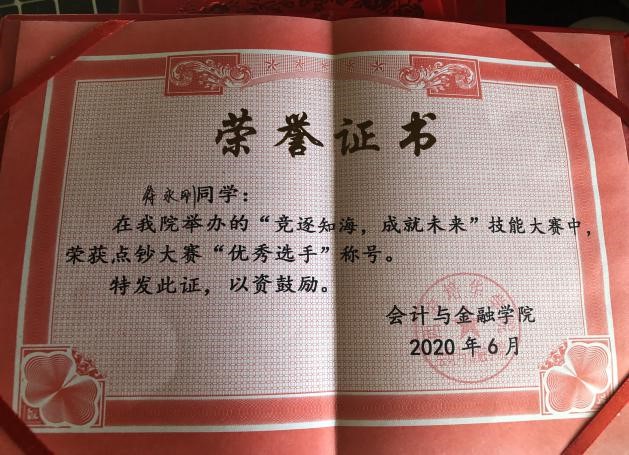 荣誉证书
永刚同学：
在我院举办的“竞逐知海，成就未来”技能大赛中，
荣获点钞大赛“优秀选手”称号。
特发此证，以资鼓励。
会计与金融学院
2020年6月